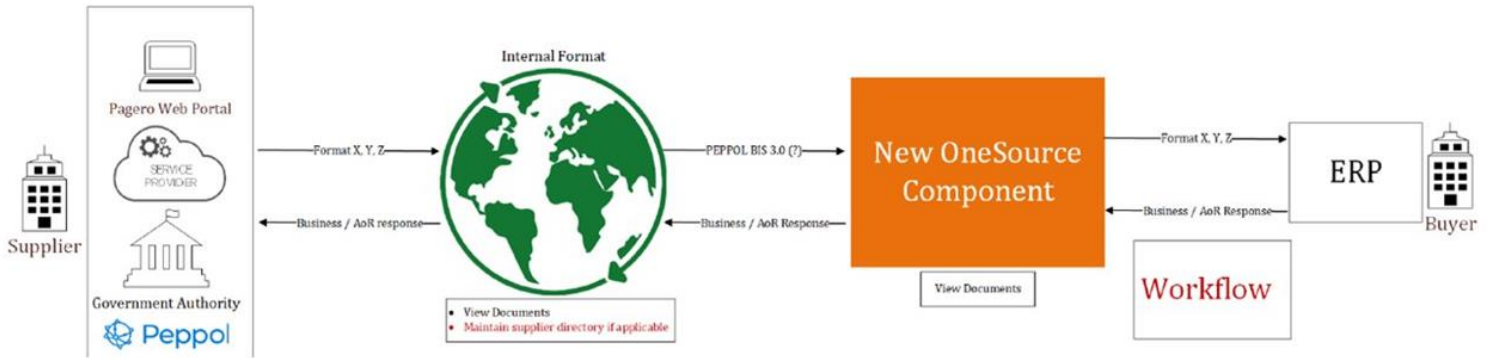 Supplier
Pagero Web Portal
SERVICE
PROVIDER
Government Authority
Peppol
Format X, Y, Z
Business / AoR response
Internal Format
• View Documents
• Maintain supplier directory if applicable
PEPPOL BIS 3.0 (?)
Business / AoR Response
New OneSource
Component
View Documents
Format X, Y, Z
Business / AoR Response
Workflow
ERP
Buyer